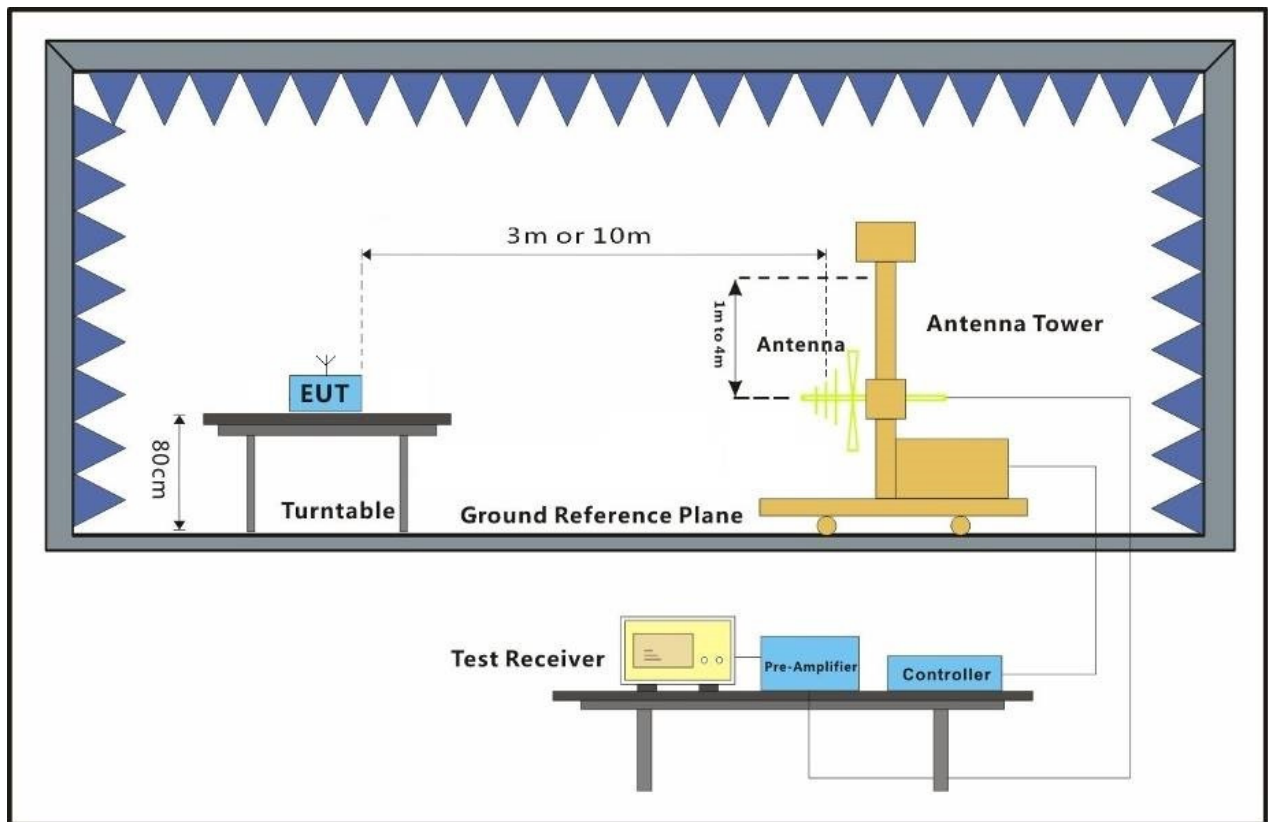 3m or 10m
1m to 4m
Antenna Tower
Antenna
EUT
80cm
Turntable
Ground Reference Plane
Test Receiver
Pre-Amplifier
Controller